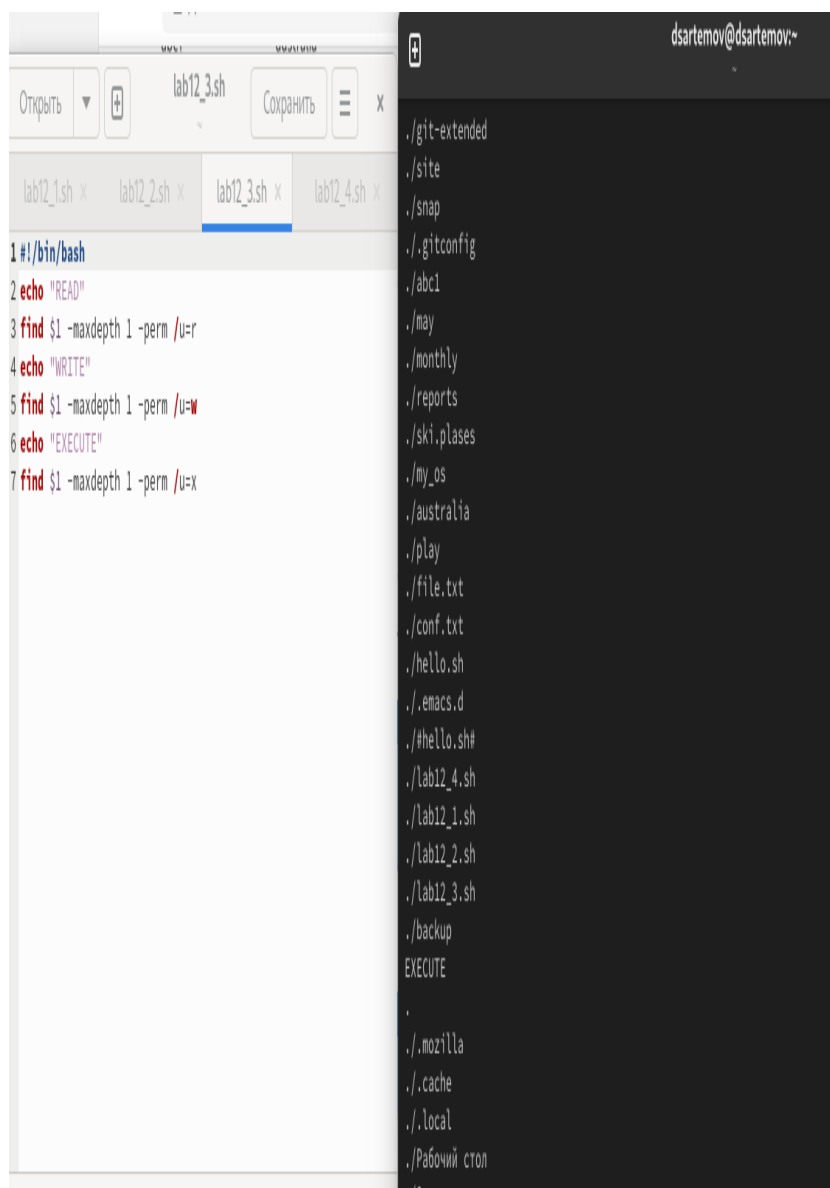 abc1 australia
Открыть lab12_3.sh Сохранить
~
lab12_1.sh × lab12_2.sh × lab12_3.sh × lab12_4.sh ×
1 #!/bin/bash
2 echo "READ"
3 find $1 -maxdepth 1 -perm /u=r
4 echo "WRITE"
5 find $1 -maxdepth 1 -perm /u=w
6 echo "EXECUTE"
7 find $1 -maxdepth 1 -perm /u=x
dsartemov@dsartemov:~
~
./git-extended
./site
./snap
./.gitconfig
./abc1
./may
./monthly
./reports
./ski.plases
./my_os
./australia
./play
./file.txt
./conf.txt
./hello.sh
./.emacs.d
./#hello.sh#
./lab12_4.sh
./lab12_1.sh
./lab12_2.sh
./lab12_3.sh
./backup
EXECUTE
.
./.mozilla
./.cache
./.local
./Рабочий стол